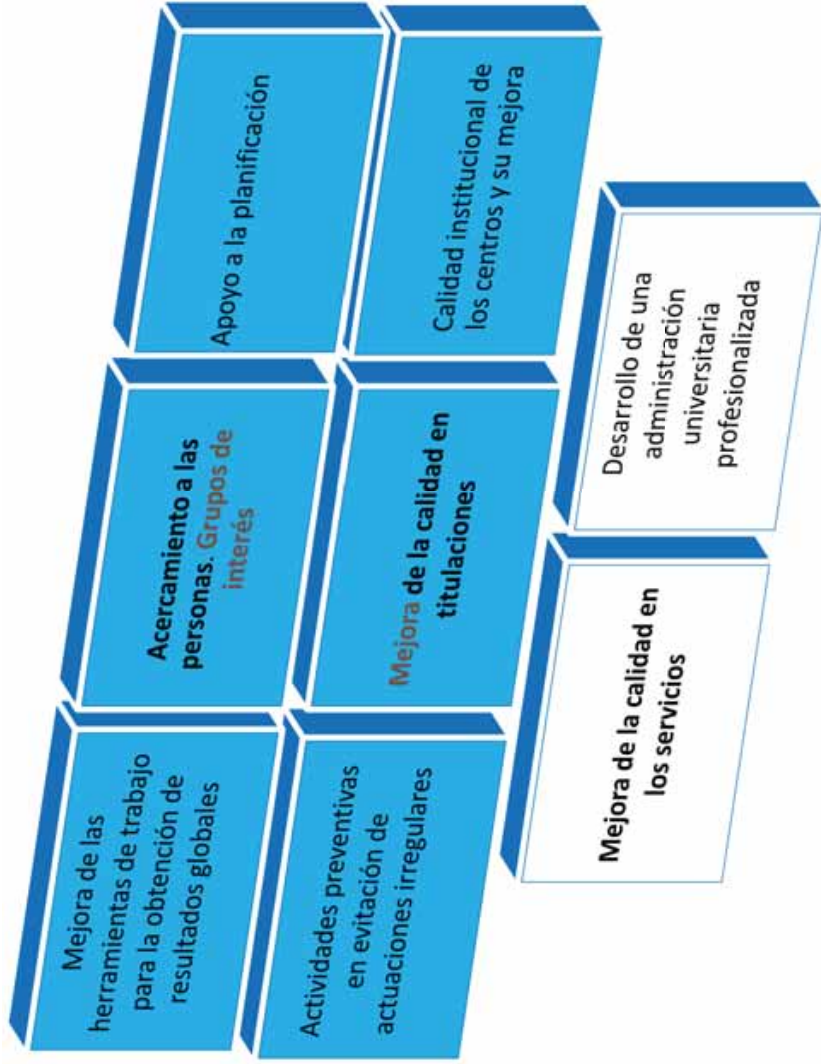 Mejora de las
herramientas de trabajo
para la obtención de
resultados globales
Acercamiento a las
personas. Grupos de
interés
Apoyo a la planificación
Actividades preventivas
en evitación de
actuaciones irregulares
Mejora de la calidad en
titulaciones
Calidad institucional de
los centros y su mejora
Mejora de la calidad en
los servicios
Desarrollo de una
administración
universitaria
profesionalizada